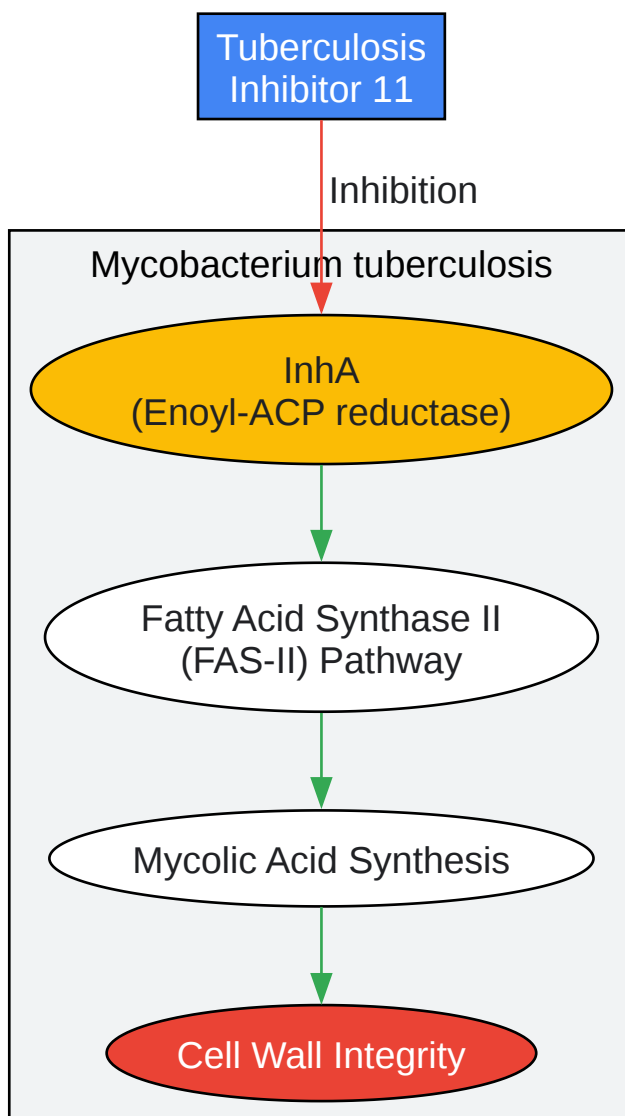 Tuberculosis
Inhibitor 11
Inhibition
Mycobacterium tuberculosis
InhA
(Enoyl-ACP reductase)
Fatty Acid Synthase II
(FAS-II) Pathway
Mycolic Acid Synthesis
Cell Wall Integrity